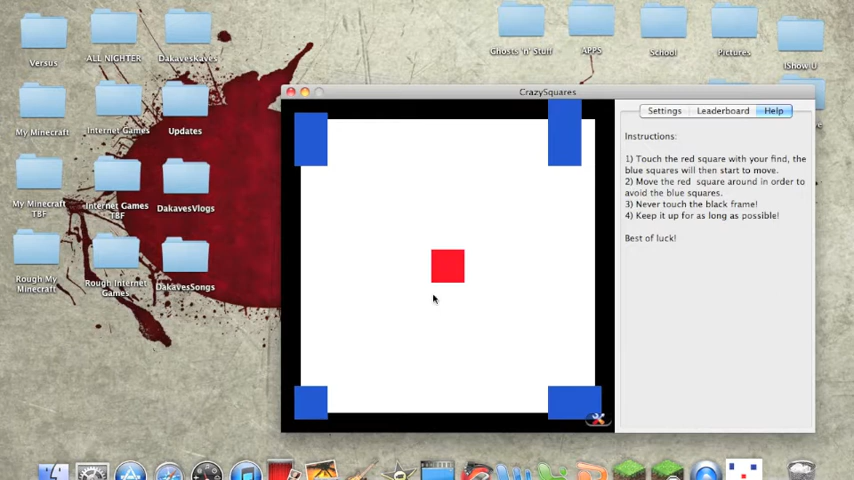 Versus
ALL NIGHTER
DakavesKaves
Ghosts 'n' Stuff
APPS
School
Pictures
iShow U
My Minecraft
Internet Games
Updates
CrazySquares
Settings
Leaderboard
Help
Instructions:
1) Touch the red square with your find, the
blue squares will then start to move.
2) Move the red  square around in order to
avoid the blue squares.
3) Never touch the black frame!
4) Keep it up for as long as possible!
Best of luck!
My Minecraft
TBF
Internet Games
TBF
DakavesVlogs
Rough My
Minecraft
Rough Internet
Games
DakavesSongs